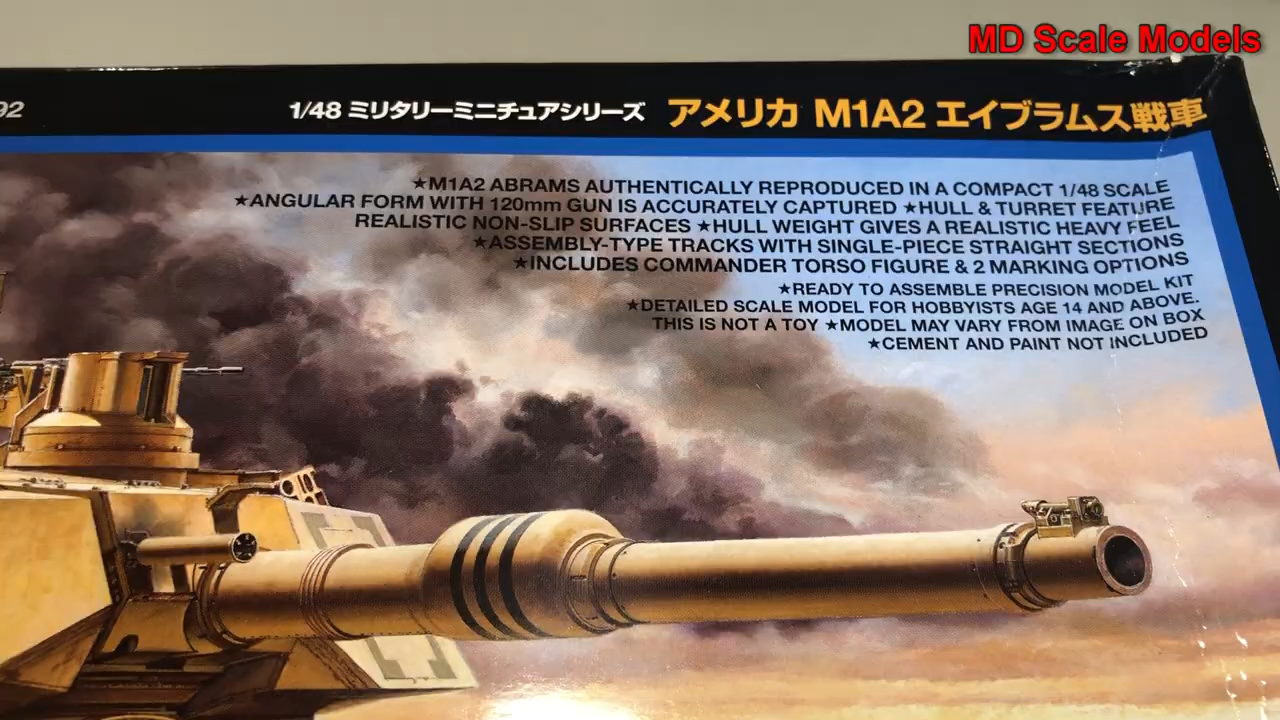 MD Scale Models
92 1/48 ミリタリーミニチュアシリーズ アメリカ M1A2 エイブラムス戦車
★M1A2 ABRAMS AUTHENTICALLY REPRODUCED IN A COMPACT 1/48 SCALE
★ANGULAR FORM WITH 120mm GUN IS ACCURATELY CAPTURED ★HULL & TURRET FEATURE
REALISTIC NON-SLIP SURFACES ★HULL WEIGHT GIVES A REALISTIC HEAVY FEEL
★ASSEMBLY-TYPE TRACKS WITH SINGLE-PIECE STRAIGHT SECTIONS
★INCLUDES COMMANDER TORSO FIGURE & 2 MARKING OPTIONS
★READY TO ASSEMBLE PRECISION MODEL KIT
★DETAILED SCALE MODEL FOR HOBBYISTS AGE 14 AND ABOVE.
THIS IS NOT A TOY ★MODEL MAY VARY FROM IMAGE ON BOX
★CEMENT AND PAINT NOT INCLUDED